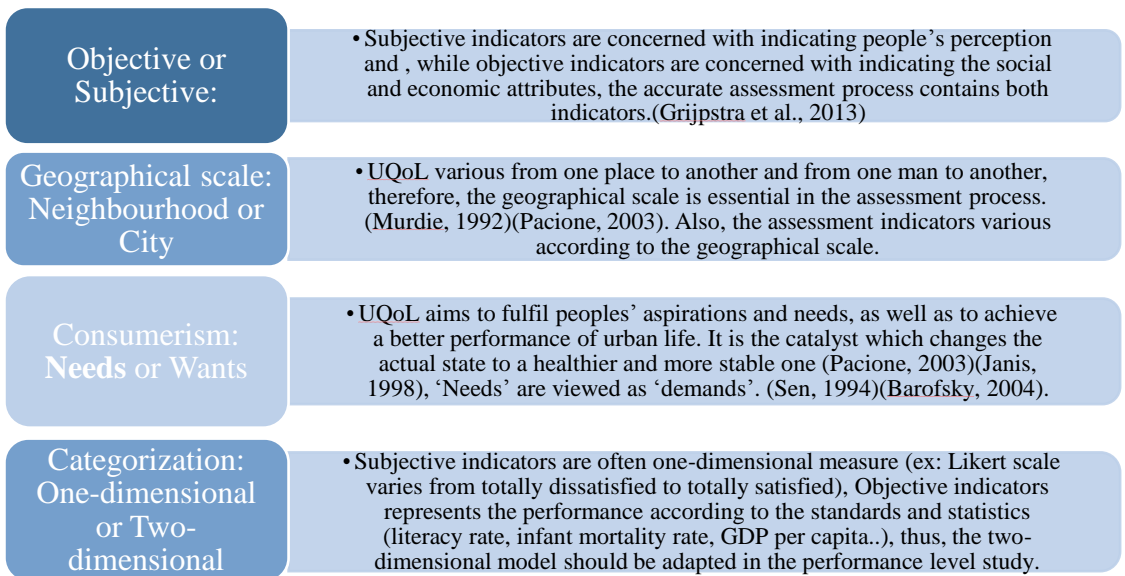 Objective or
Subjective:
• Subjective indicators are concerned with indicating people's perception
and , while objective indicators are concerned with indicating the social
and economic attributes, the accurate assessment process contains both
indicators.(Grijpstra et al., 2013)
Geographical scale:
Neighbourhood or
City
• UQoL various from one place to another and from one man to another,
therefore, the geographical scale is essential in the assessment process.
(Murdie, 1992)(Pacione, 2003). Also, the assessment indicators various
according to the geographical scale.
Consumerism:
Needs or Wants
• UQoL aims to fulfil peoples' aspirations and needs, as well as to achieve
a better performance of urban life. It is the catalyst which changes the
actual state to a healthier and more stable one (Pacione, 2003)(Janis,
1998), ‘Needs’ are viewed as ‘demands’. (Sen, 1994)(Barofsky, 2004).
Categorization:
One-dimensional
or Two-
dimensional
• Subjective indicators are often one-dimensional measure (ex: Likert scale
varies from totally dissatisfied to totally satisfied), Objective indicators
represents the performance according to the standards and statistics
(literacy rate, infant mortality rate, GDP per capita..), thus, the two-
dimensional model should be adapted in the performance level study.